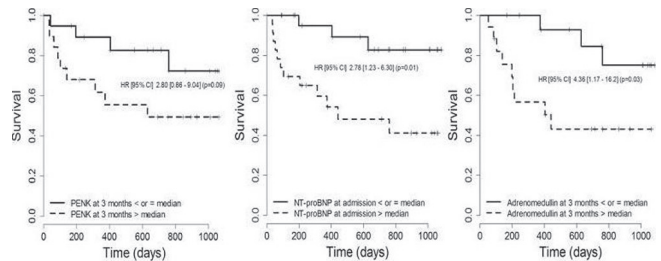 1.0
0.8
0.6
0.4
0.2
0.0
Survival
HR [95% CI] 2.80 [0.86 - 9.04] (p=0.09)
PENK at 3 months < or = median
PENK at 3 months > median
0 200 400 600 800 1000
Time (days)
1.0
0.8
0.6
0.4
0.2
0.0
Survival
HR [95% CI] 2.76 [1.23 - 6.30] (p=0.01)
NT-proBNP at admission < or = median
NT-proBNP at admission > median
0 200 400 600 800 1000
Time (days)
1.0
0.8
0.6
0.4
0.2
0.0
Survival
HR [95% CI] 4.36 [1.17 - 16.2] (p=0.03)
Adrenomedullin at 3 months < or = median
Adrenomedullin at 3 months > median
0 200 400 600 800 1000
Time (days)